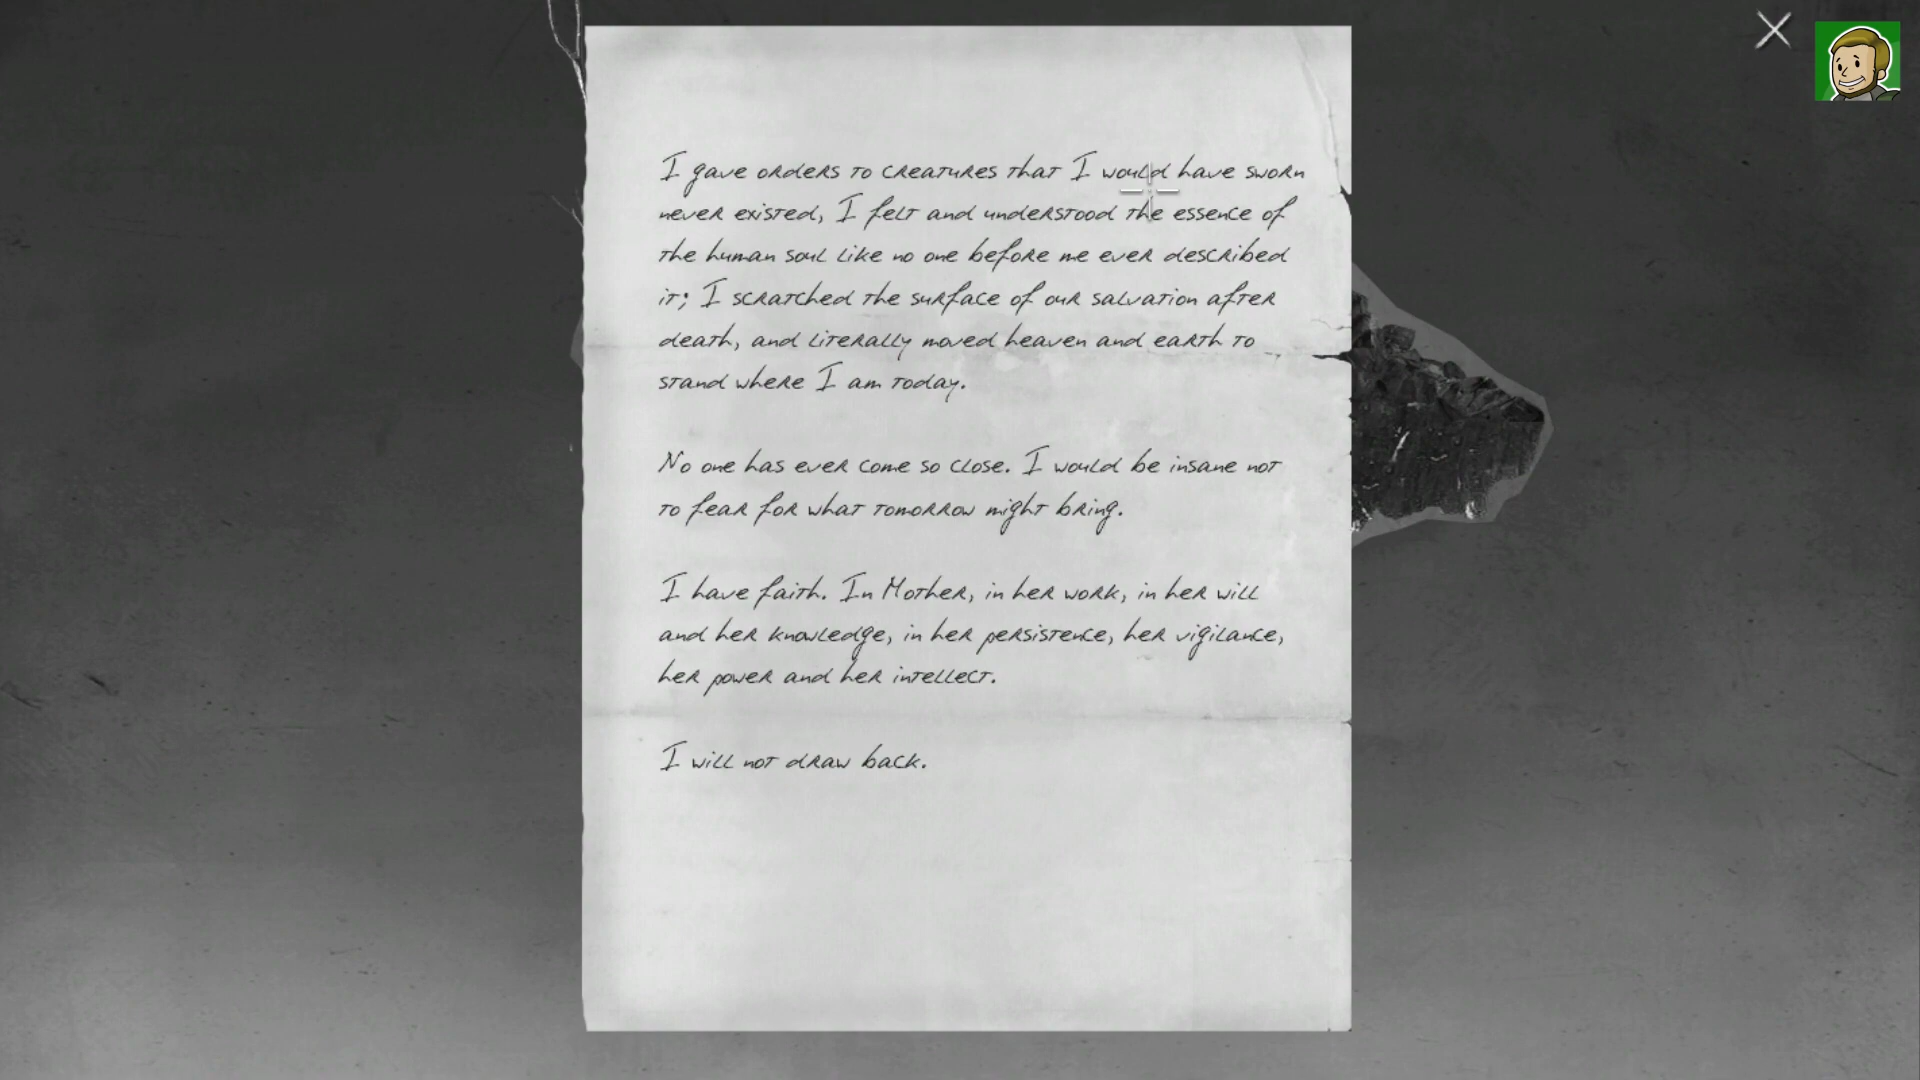 I gave orders to creatures that I would have sworn
never existed, I felt and understood the essence of
the human soul like no one before me ever described
it; I scratched the surface of our salvation after
death, and literally moved heaven and earth to
stand where I am today.
No one has ever come so close. I would be insane not
to fear for what tomorrow might bring.
I have faith. In Mother, in her work, in her will
and her knowledge, in her persistence, her vigilance,
her power and her intellect.
I will not draw back.